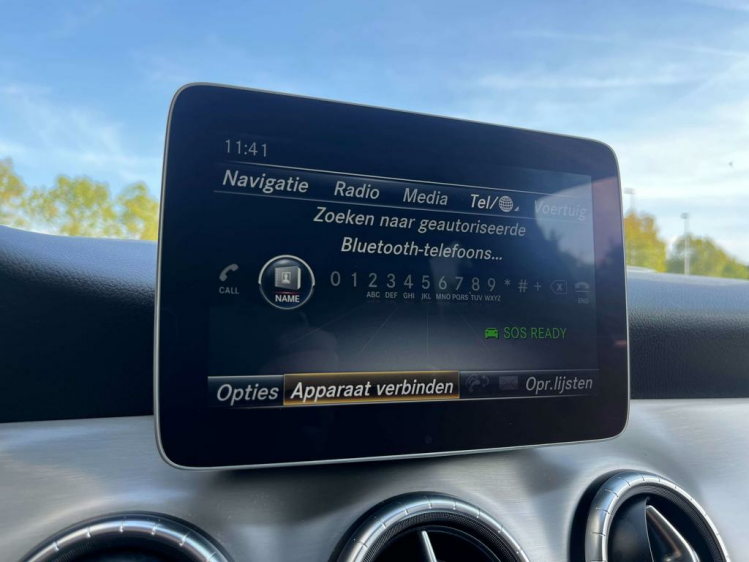 11:41
Navigatie Radio Media Tel/ Voertuig
Zoeken naar geautoriseerde
Bluetooth-telefoons...
CALL NAME 0 1 2 3 4 5 6 7 8 9 * # + END
ABC DEF GHI JKL MNO PQRS TUV WXYZ
SOS READY
Opties Apparaat verbinden Opr.lijsten